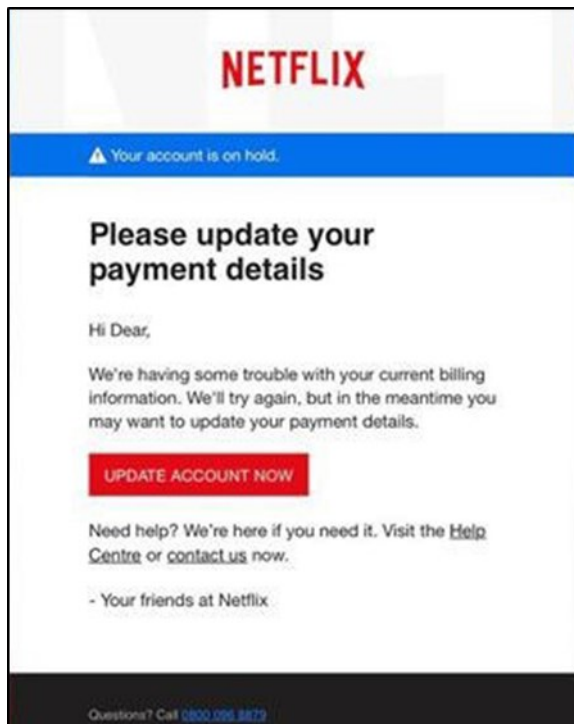 NETFLIX
Your account is on hold.
Please update your
payment details
Hi Dear,
We're having some trouble with your current billing
information. We'll try again, but in the meantime you
may want to update your payment details.
UPDATE ACCOUNT NOW
Need help? We're here if you need it. Visit the Help
Centre or contact us now.
- Your friends at Netflix
Questions? Call 0800 096 8879